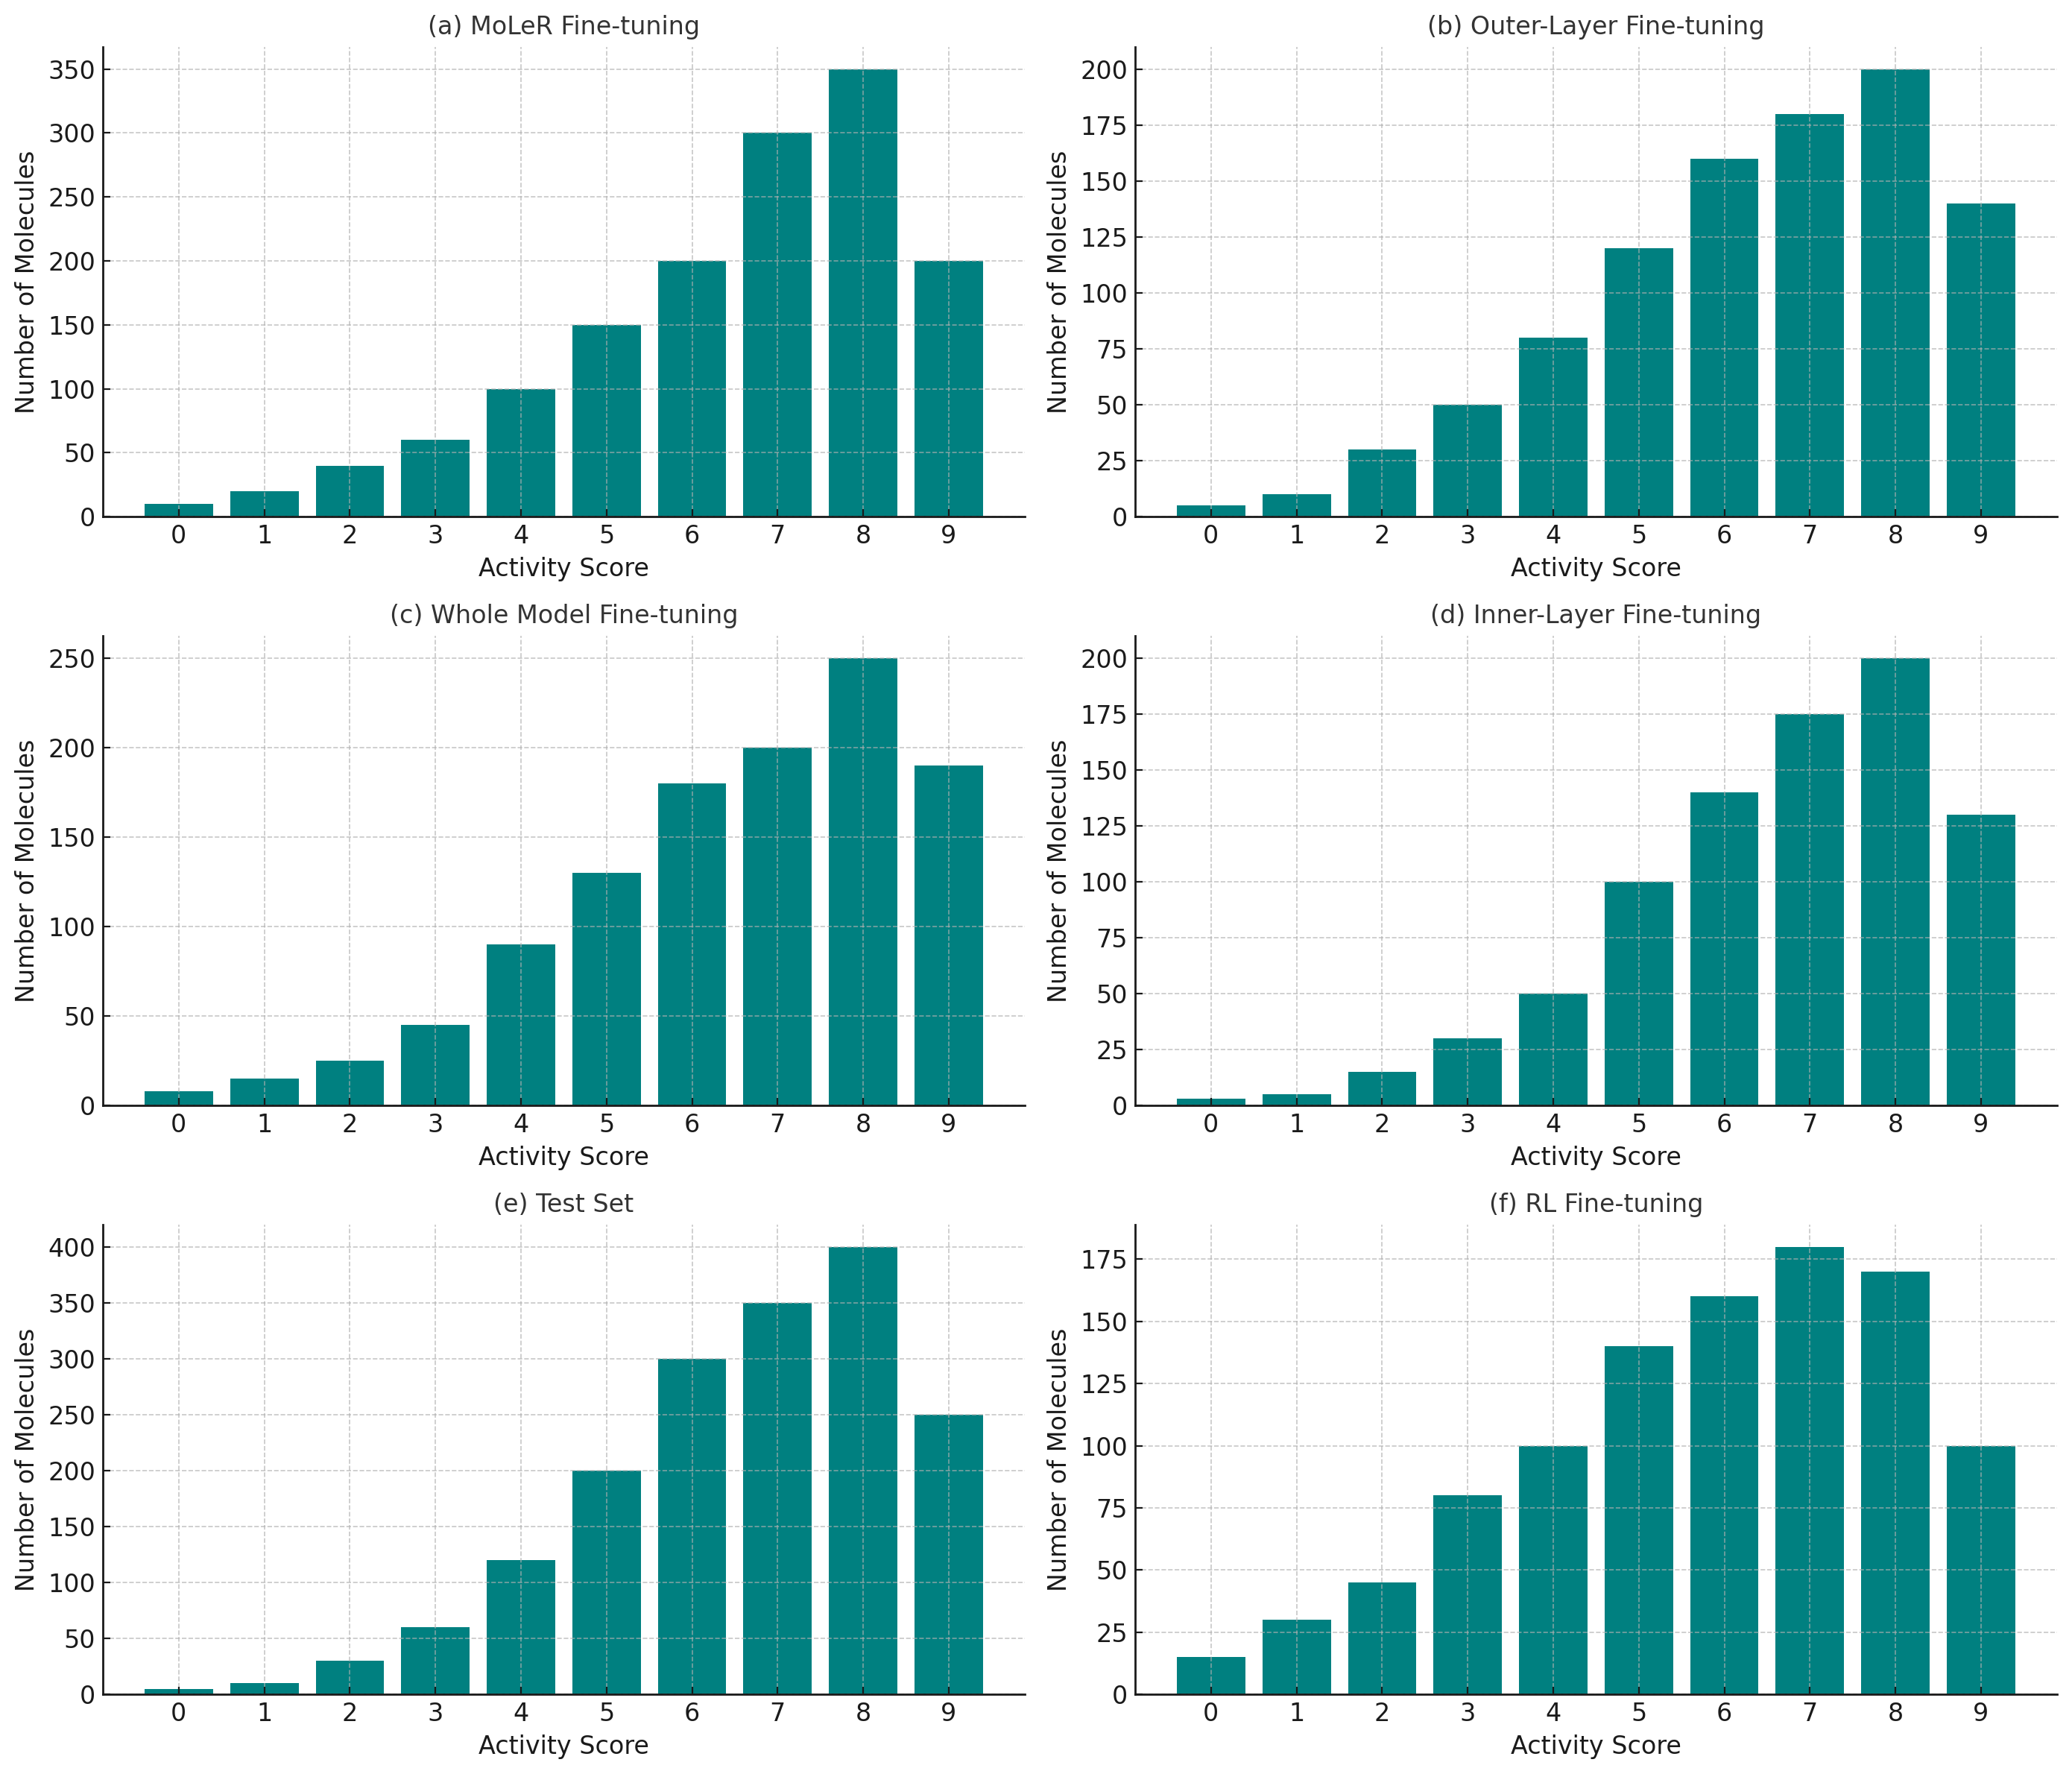 (a) MoLeR Fine-tuning
Number of Molecules
350
300
250
200
150
100
50
0
0 1 2 3 4 5 6 7 8 9
Activity Score
(b) Outer-Layer Fine-tuning
Number of Molecules
200
175
150
125
100
75
50
25
0
0 1 2 3 4 5 6 7 8 9
Activity Score
(c) Whole Model Fine-tuning
Number of Molecules
250
200
150
100
50
0
0 1 2 3 4 5 6 7 8 9
Activity Score
(d) Inner-Layer Fine-tuning
Number of Molecules
200
175
150
125
100
75
50
25
0
0 1 2 3 4 5 6 7 8 9
Activity Score
(e) Test Set
Number of Molecules
400
350
300
250
200
150
100
50
0
0 1 2 3 4 5 6 7 8 9
Activity Score
(f) RL Fine-tuning
Number of Molecules
175
150
125
100
75
50
25
0
0 1 2 3 4 5 6 7 8 9
Activity Score